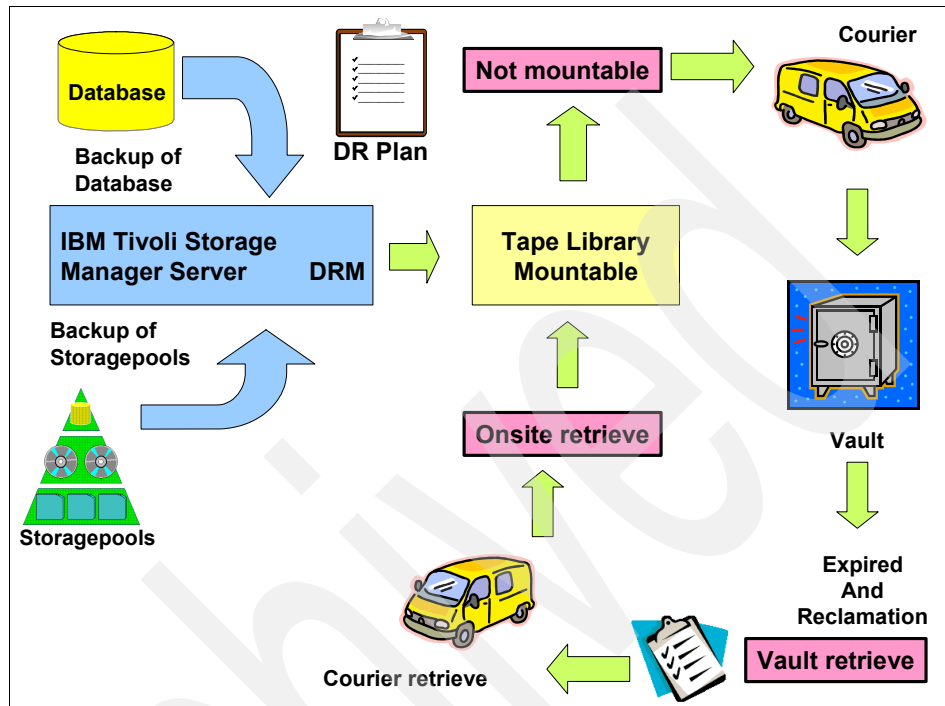 Database
Backup of
Database
DR Plan
Not mountable
Courier
IBM Tivoli Storage
Manager Server DRM
Tape Library
Mountable
Backup of
Storagepools
Storagepools
Onsite retrieve
Vault
Expired
And
Reclamation
Vault retrieve
Courier retrieve